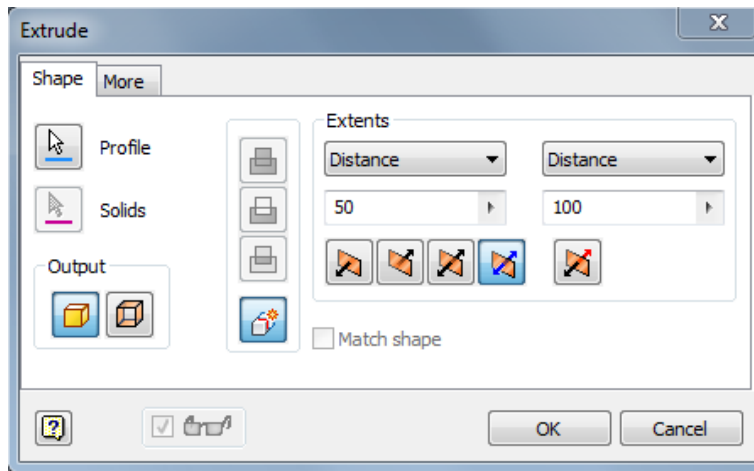 Extrude
Shape More
Profile
Solids
Output
Extents
Distance Distance
50 100
Match shape
OK Cancel